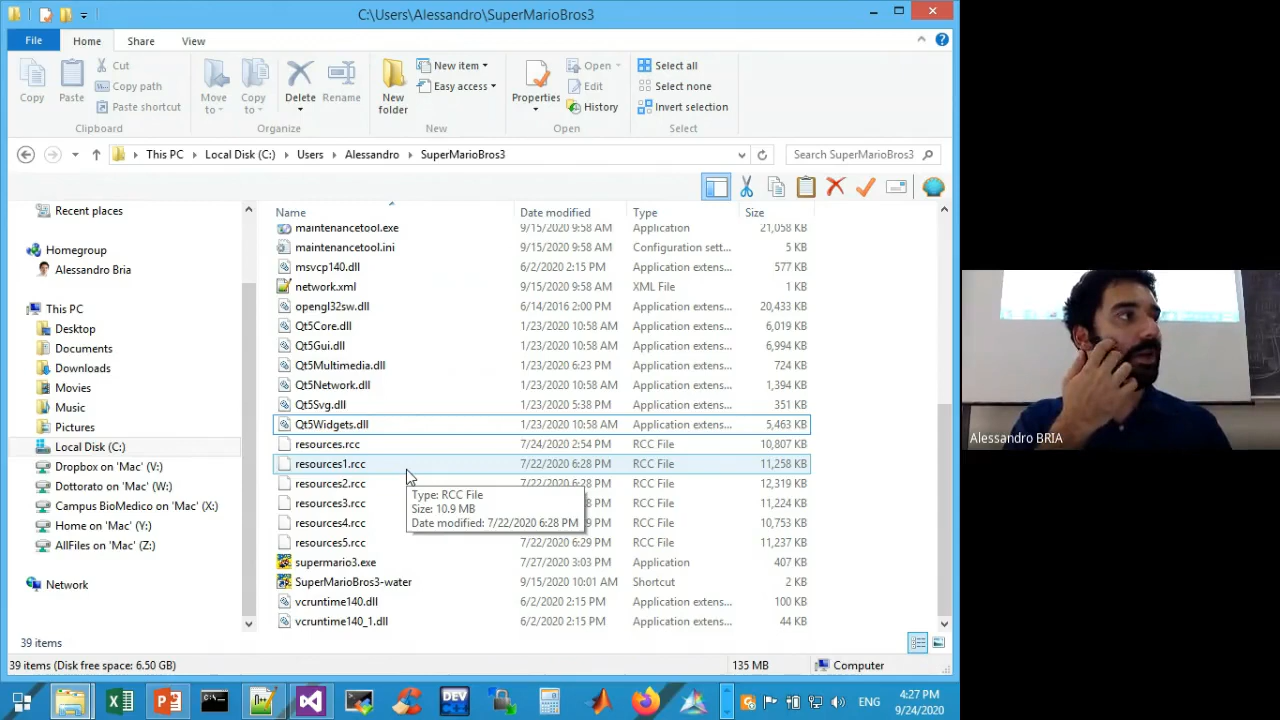 C:\Users\Alessandro\SuperMarioBros3
File Home Share View
Copy Paste Cut Copy path Paste shortcut
Move to Copy to Delete Rename
New folder New item Easy access
Properties Open Edit History
Select all Select none Invert selection
Clipboard Organize New Open Select
This PC Local Disk (C:) Users Alessandro SuperMarioBros3 Search SuperMarioBros3
Name Date modified Type Size
Recent places
Homegroup
Alessandro Bria
This PC
Desktop
Documents
Downloads
Movies
Music
Pictures
Local Disk (C:)
Dropbox on 'Mac' (V:)
Dottorato on 'Mac' (W:)
Campus BioMedico on 'Mac' (X:)
Home on 'Mac' (Y:)
AllFiles on 'Mac' (Z:)
Network
maintenancetool.exe 9/15/2020 9:58 AM Application 21,058 KB
maintenancetool.ini 9/15/2020 9:58 AM Configuration sett... 5 KB
msvcp140.dll 6/2/2020 2:15 PM Application extens... 577 KB
network.xml 9/15/2020 9:58 AM XML File 1 KB
opengl32sw.dll 6/14/2016 2:00 PM Application extens... 20,433 KB
Qt5Core.dll 1/23/2020 10:58 AM Application extens... 6,019 KB
Qt5Gui.dll 1/23/2020 10:58 AM Application extens... 6,994 KB
Qt5Multimedia.dll 1/23/2020 6:23 PM Application extens... 724 KB
Qt5Network.dll 1/23/2020 10:58 AM Application extens... 1,394 KB
Qt5Svg.dll 1/23/2020 5:38 PM Application extens... 351 KB
Qt5Widgets.dll 1/23/2020 10:58 AM Application extens... 5,463 KB
resources.rcc 7/24/2020 2:54 PM RCC File 10,807 KB
resources1.rcc 7/22/2020 6:28 PM RCC File 11,258 KB
resources2.rcc 7/22/2020 6:28 PM RCC File 12,319 KB
resources3.rcc RCC File 11,224 KB
resources4.rcc RCC File 10,753 KB
resources5.rcc 7/22/2020 6:29 PM RCC File 11,237 KB
supermario3.exe 7/27/2020 3:03 PM Application 407 KB
SuperMarioBros3-water 9/15/2020 10:01 AM Shortcut 2 KB
vcruntime140.dll 6/2/2020 2:15 PM Application extens... 100 KB
vcruntime140_1.dll 6/2/2020 2:15 PM Application extens... 44 KB
Type: RCC File
Size: 10.9 MB
Date modified: 7/22/2020 6:28 PM
39 items
39 items (Disk free space: 6.50 GB) 135 MB Computer
DEV
ENG
4:27 PM
9/24/2020
Alessandro BRIA